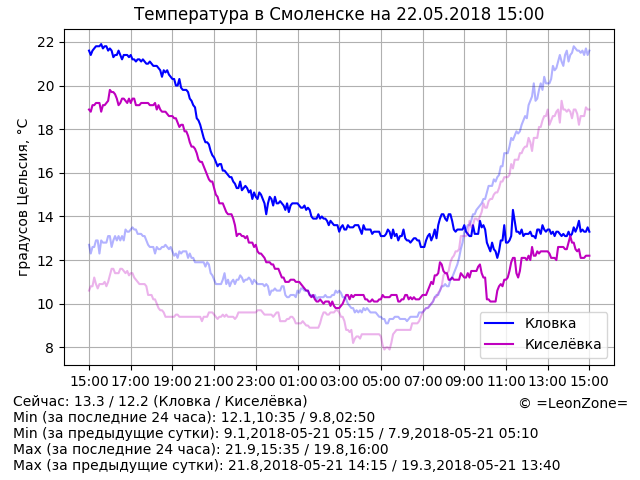 Температура в Смоленске на 22.05.2018 15:00
градусов Цельсия, °C
22
20
18
16
14
12
10
8
15:00 17:00 19:00 21:00 23:00 01:00 03:00 05:00 07:00 09:00 11:00 13:00 15:00
Кловка
Киселёвка
Сейчас: 13.3 / 12.2 (Кловка / Киселёвка)
© =LeonZone=
Min (за последние 24 часа): 12.1,10:35 / 9.8,02:50
Min (за предыдущие сутки): 9.1,2018-05-21 05:15 / 7.9,2018-05-21 05:10
Max (за последние 24 часа): 21.9,15:35 / 19.8,16:00
Max (за предыдущие сутки): 21.8,2018-05-21 14:15 / 19.3,2018-05-21 13:40